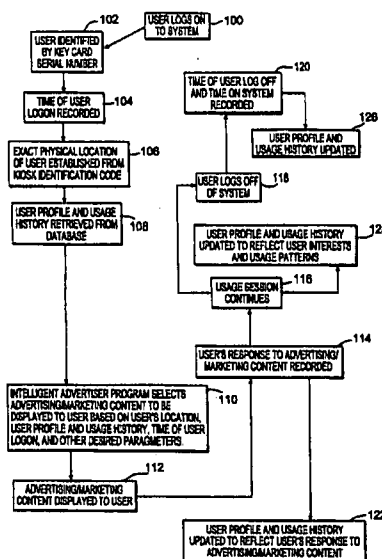 100
USER LOGS ON
TO SYSTEM
102
USER IDENTIFIED
BY KEY CARD
SERIAL NUMBER
TIME OF USER
LOGON RECORDED
104
EXACT PHYSICAL LOCATION
OF USER ESTABLISHED FROM
KIOSK IDENTIFICATION CODE
106
USER PROFILE AND USAGE
HISTORY RETRIEVED FROM
DATABASE
108
INTELLIGENT ADVERTISER PROGRAM SELECTS
ADVERTISING/MARKETING CONTENT TO BE
DISPLAYED TO USER BASED ON USER'S LOCATION,
USER PROFILE AND USAGE HISTORY, TIME OF USER
LOGON, AND OTHER DESIRED PARAGMETERS.
110
112
ADVERTISING/MARKETING
CONTENT DISPLAYED TO USER
114
USER'S RESPONSE TO ADVERTISING/
MARKETING CONTENT RECORDED
116
USAGE SESSION
CONTINUES
USER LOGS OFF
OF SYSTEM
118
120
TIME OF USER LOG OFF
AND TIME ON SYSTEM
RECORDED
126
USER PROFILE AND
USAGE HISTORY UPDATED
12
USER PROFILE AND USAGE HISTORY
UPDATED TO REFLECT USER INTERESTS
AND USAGE PATTERNS
122
USER PROFILE AND USAGE HISTORY
UPDATED TO REFLECT USER'S RESPONSE TO
ADVERTISING/MARKETING CONTENT